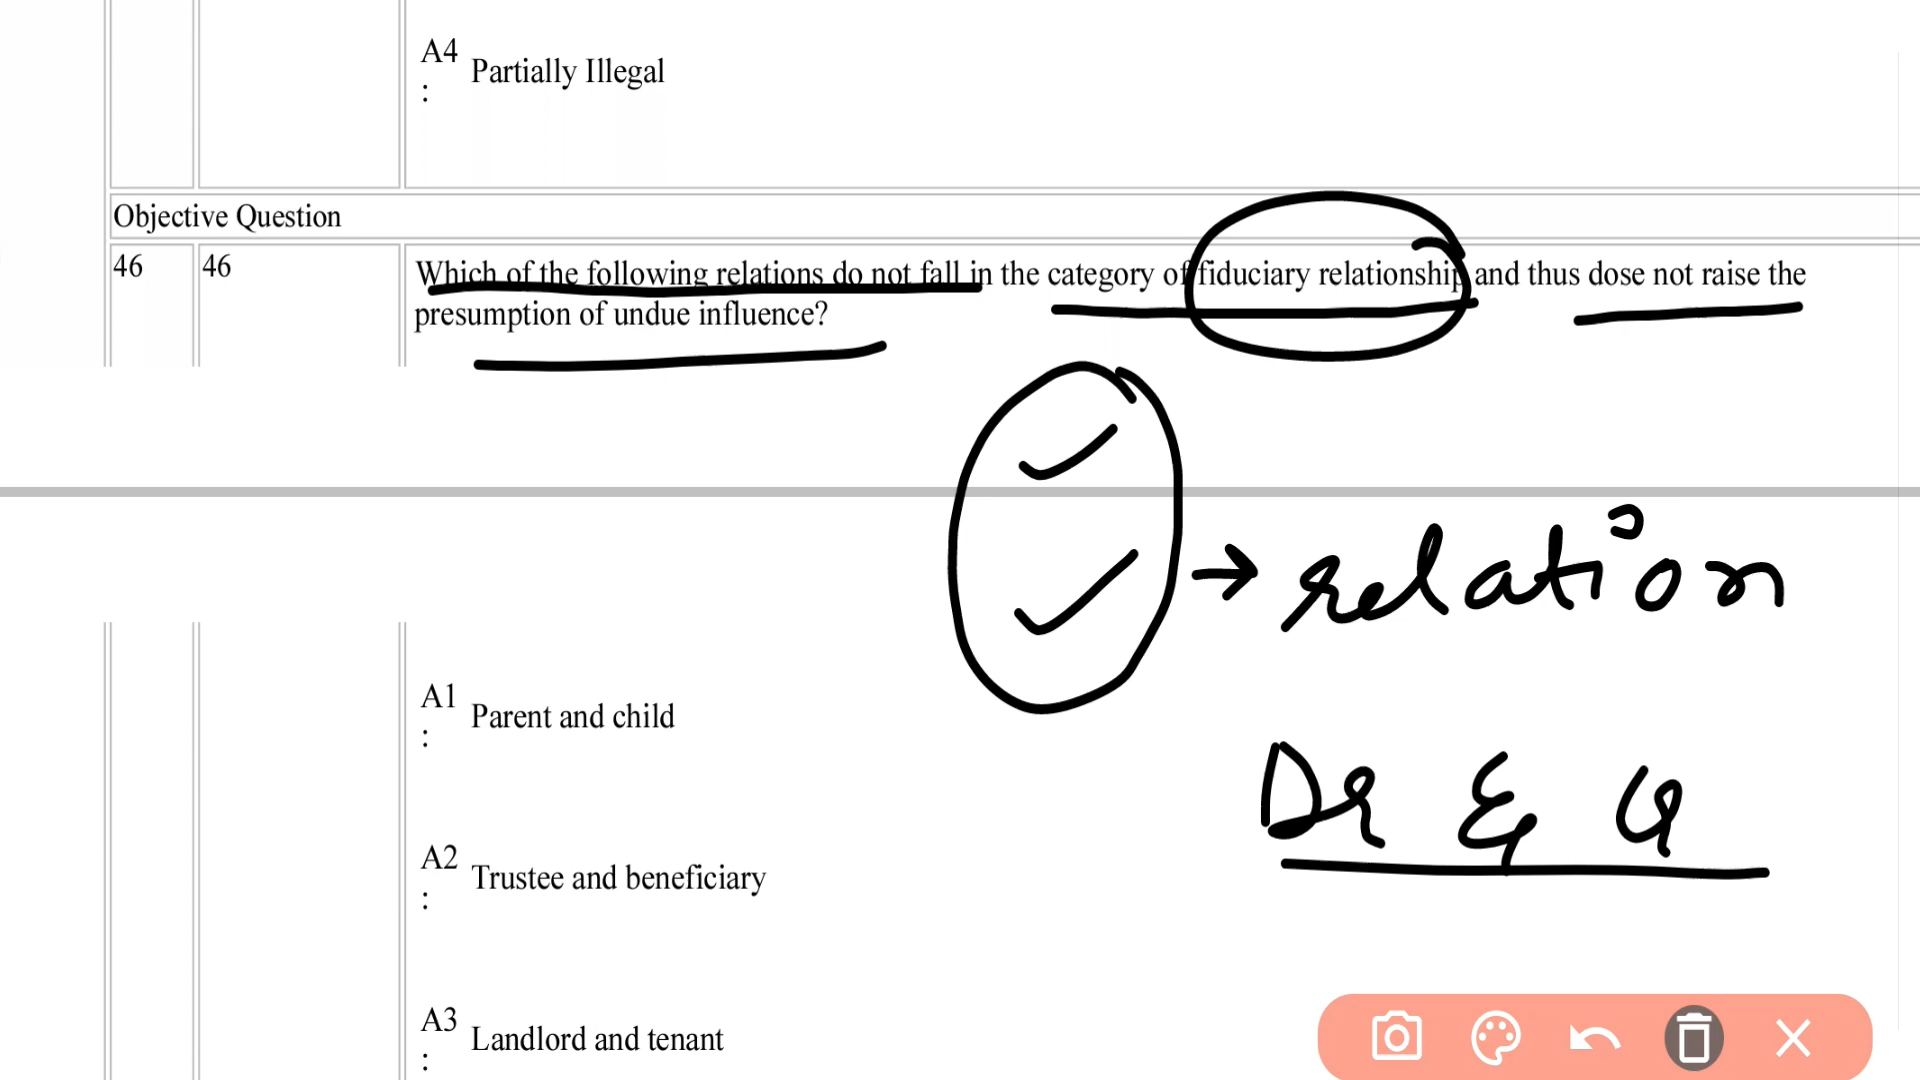 A4
:
Partially Illegal
Objective Question
46 46 Which of the following relations do not fall in the category of fiduciary relationship and thus dose not raise the
presumption of undue influence?
relation
A1
:
Parent and child
Dr &
A2
:
Trustee and beneficiary
A3
:
Landlord and tenant